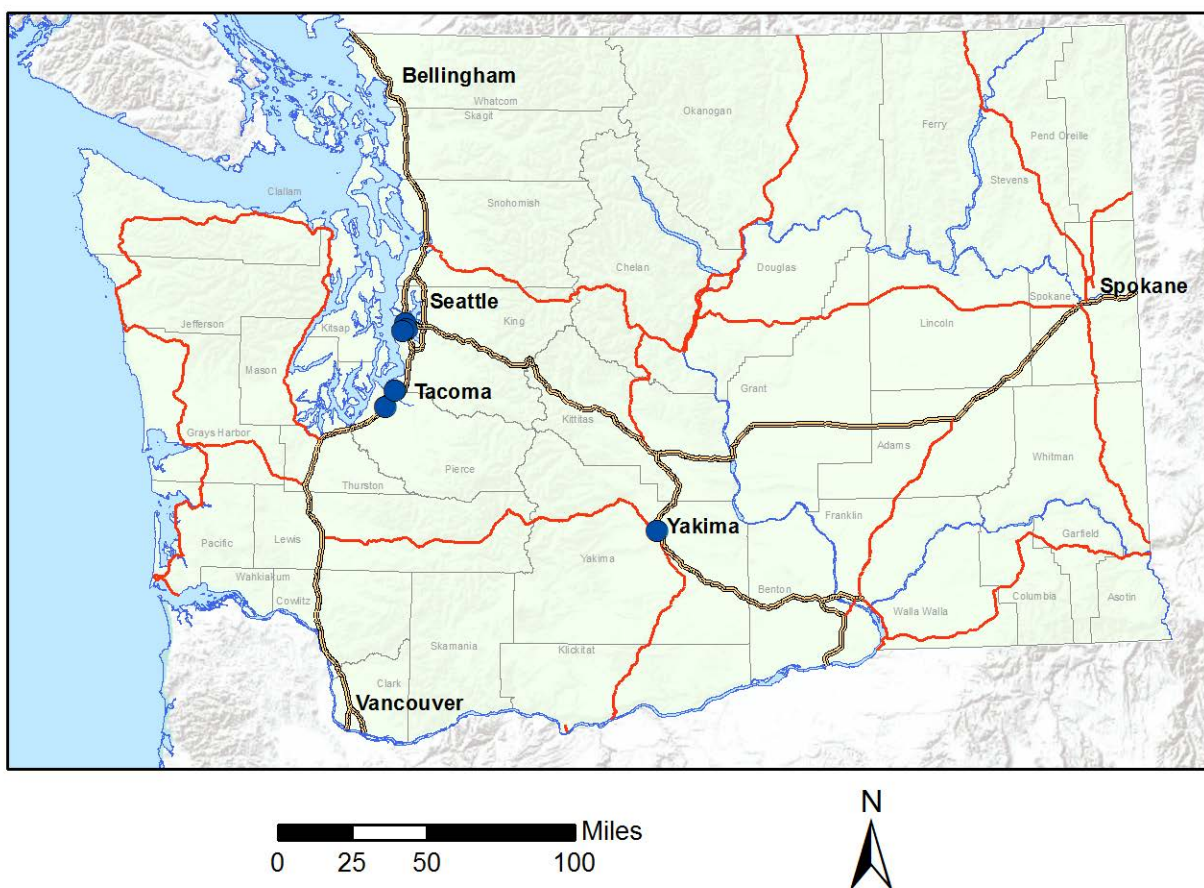 Bellingham
Whatcom
Skagit
Okanogan
Ferry
Pend Oreille
Stevens
Clallam
Snohomish
Chelan
Douglas
Seattle
Spokane
Spokane
Jefferson
Kitsap
King
Lincoln
Mason
Tacoma
Grant
Kittitas
Grays Harbor
Adams
Whitman
Pierce
Thurston
Franklin
Yakima
Garfield
Pacific
Lewis
Yakima
Wahkiakum
Benton
Cowlitz
Walla Walla
Columbia
Asotin
Skamania
Klickitat
Clark
Vancouver
N
Miles
0 25 50 100